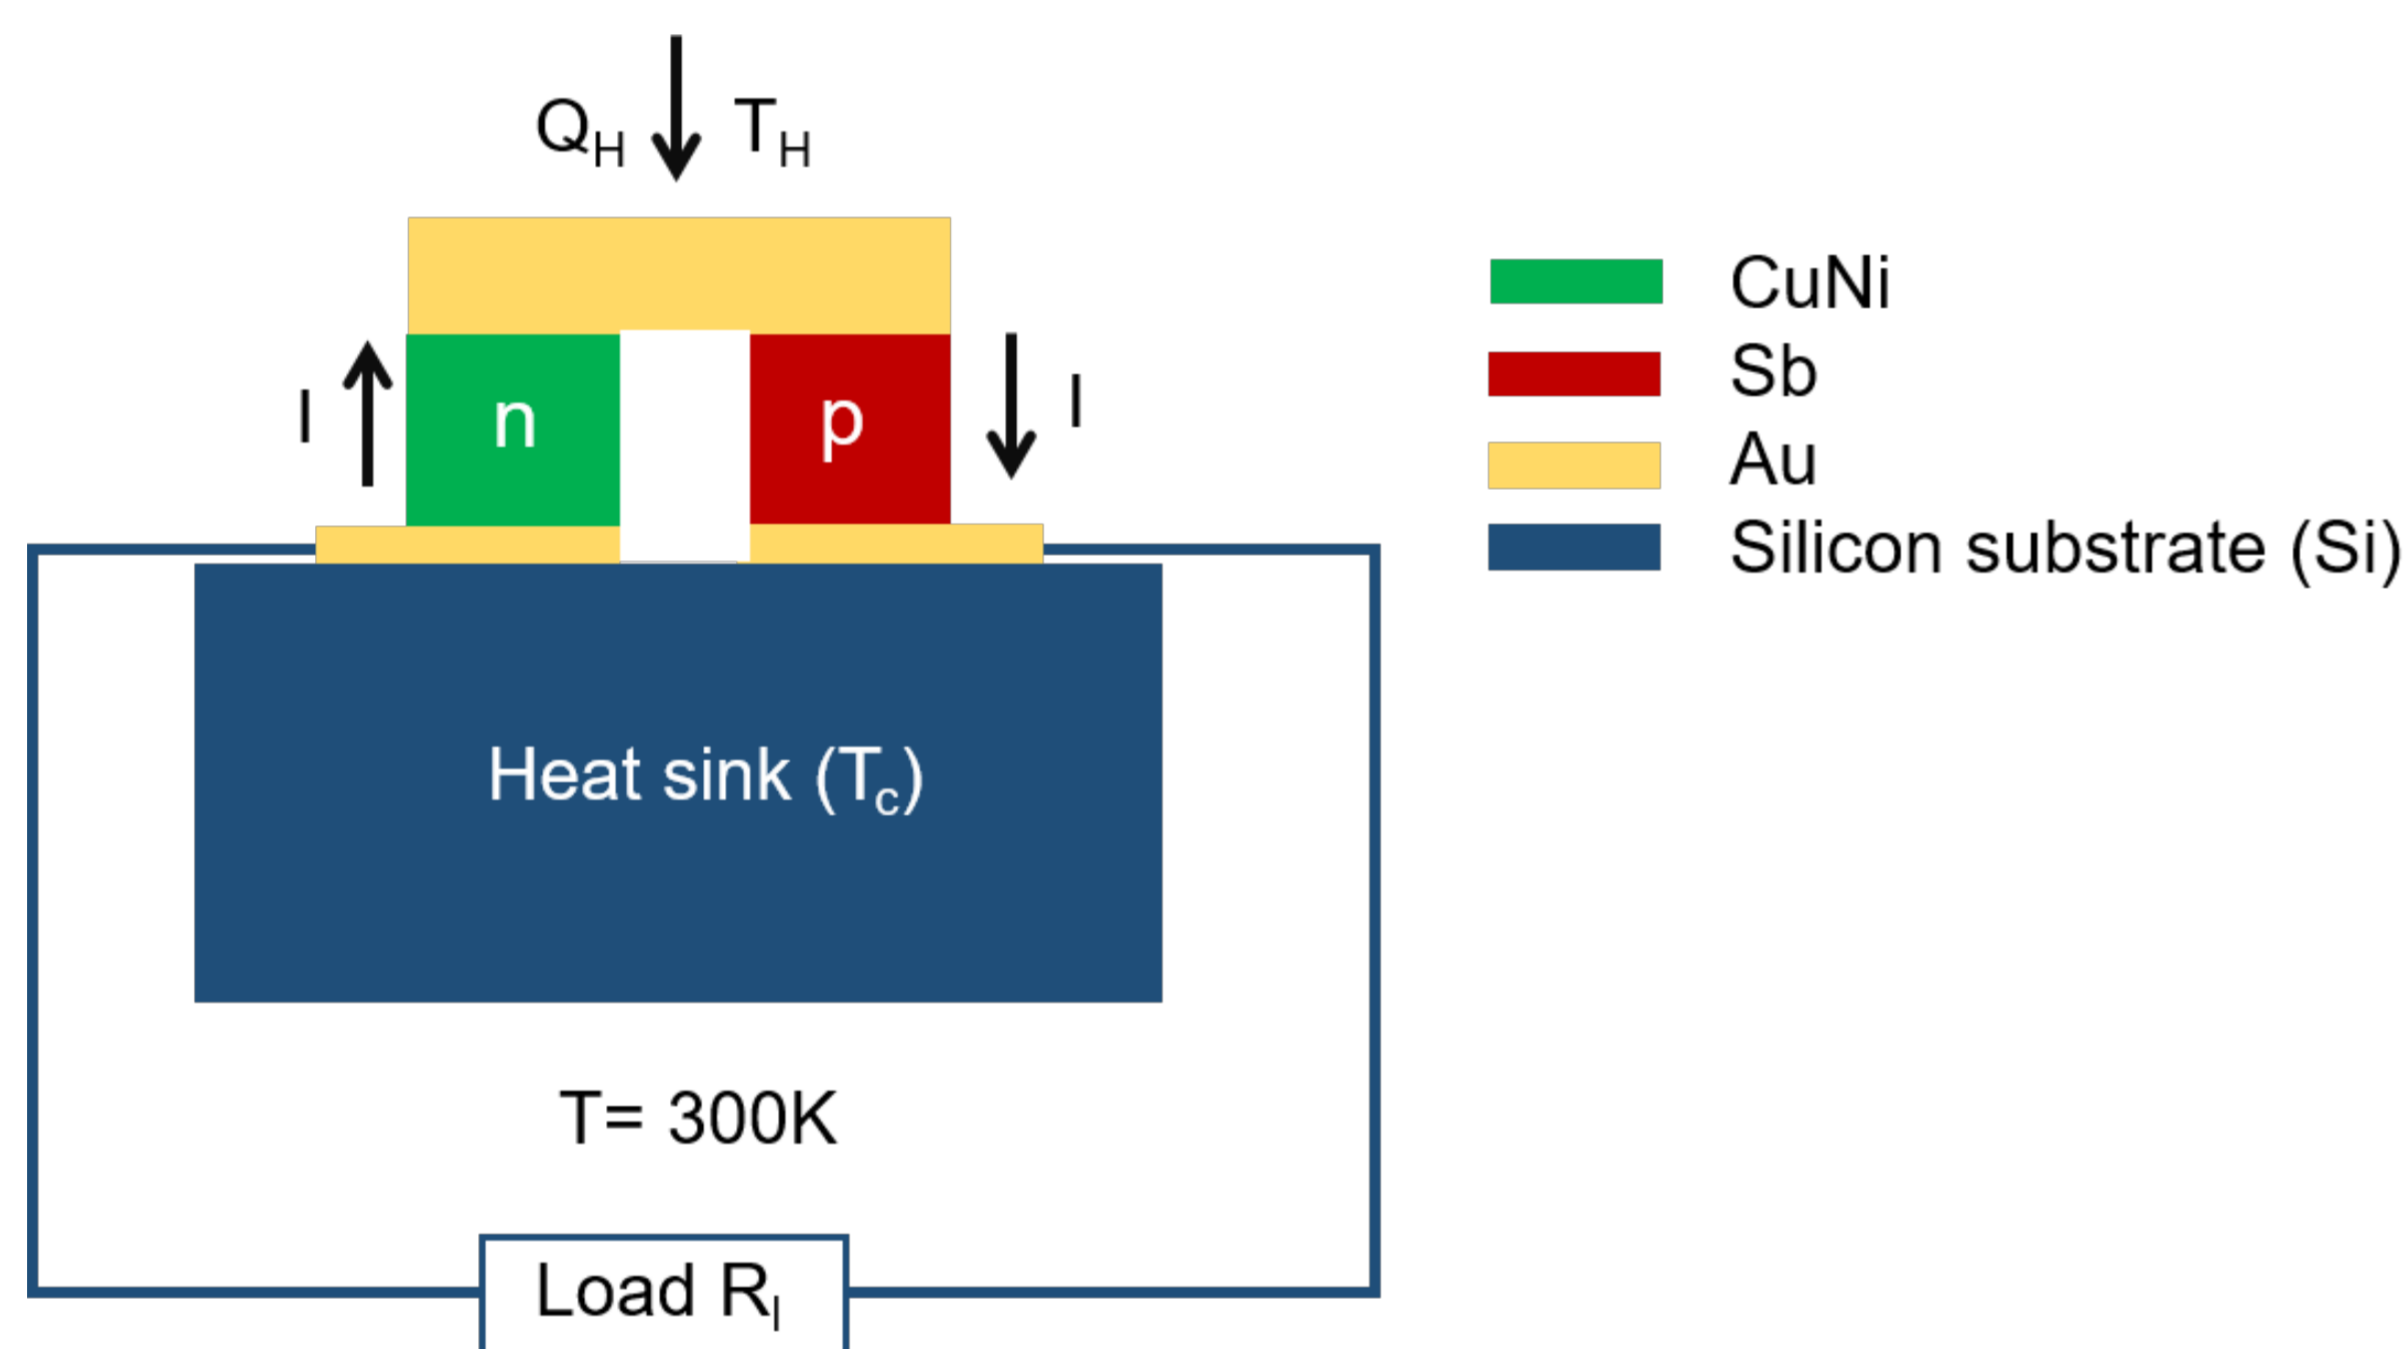 Q_H T_H
I
n
p
I
Heat sink (T_c)
T= 300K
Load R_l
CuNi
Sb
Au
Silicon substrate (Si)